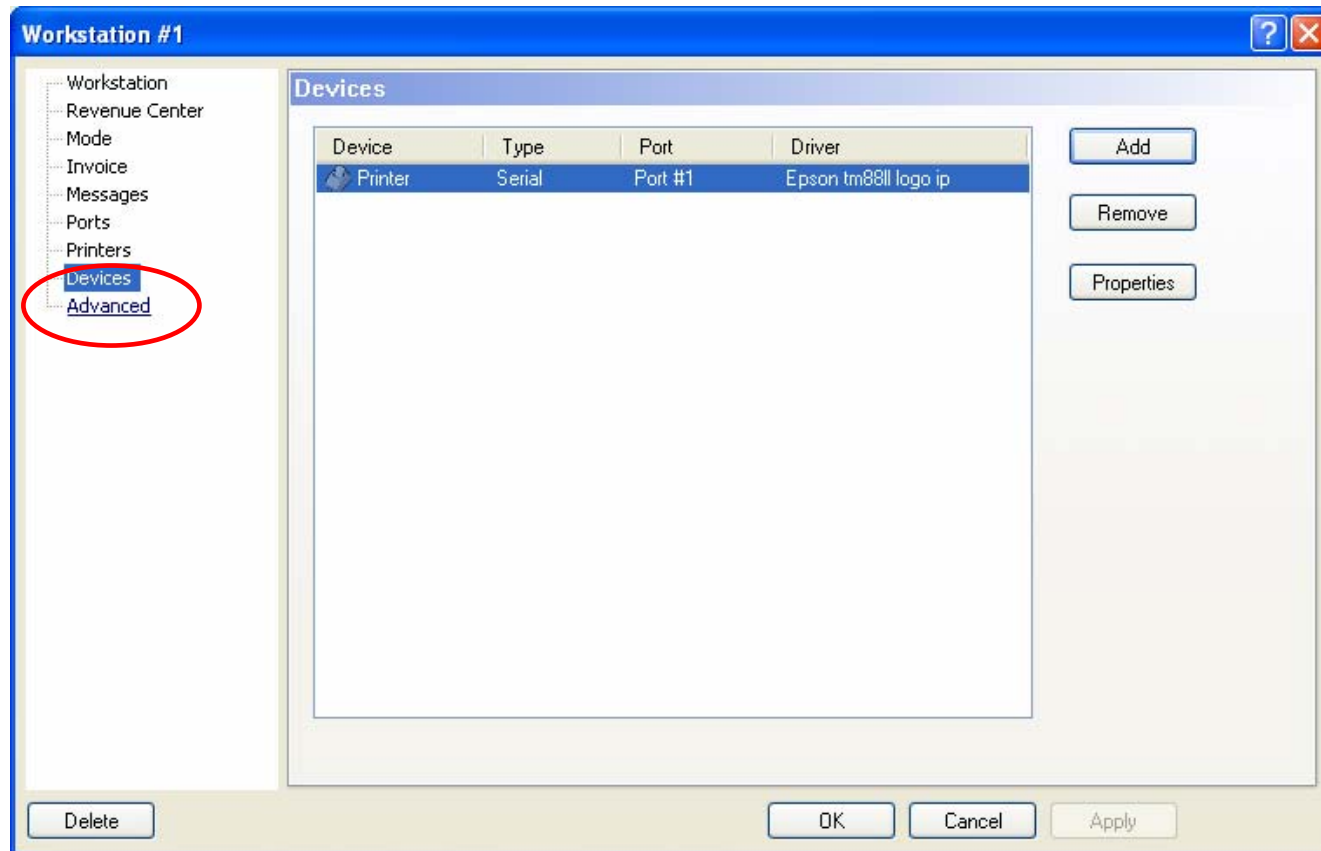 Workstation #1
Workstation
Revenue Center
Mode
Invoice
Messages
Ports
Printers
Devices
Advanced
Devices
Device Type Port Driver
Printer Serial Port #1 Epson tm88ll logo ip
Add
Remove
Properties
Delete OK Cancel Apply